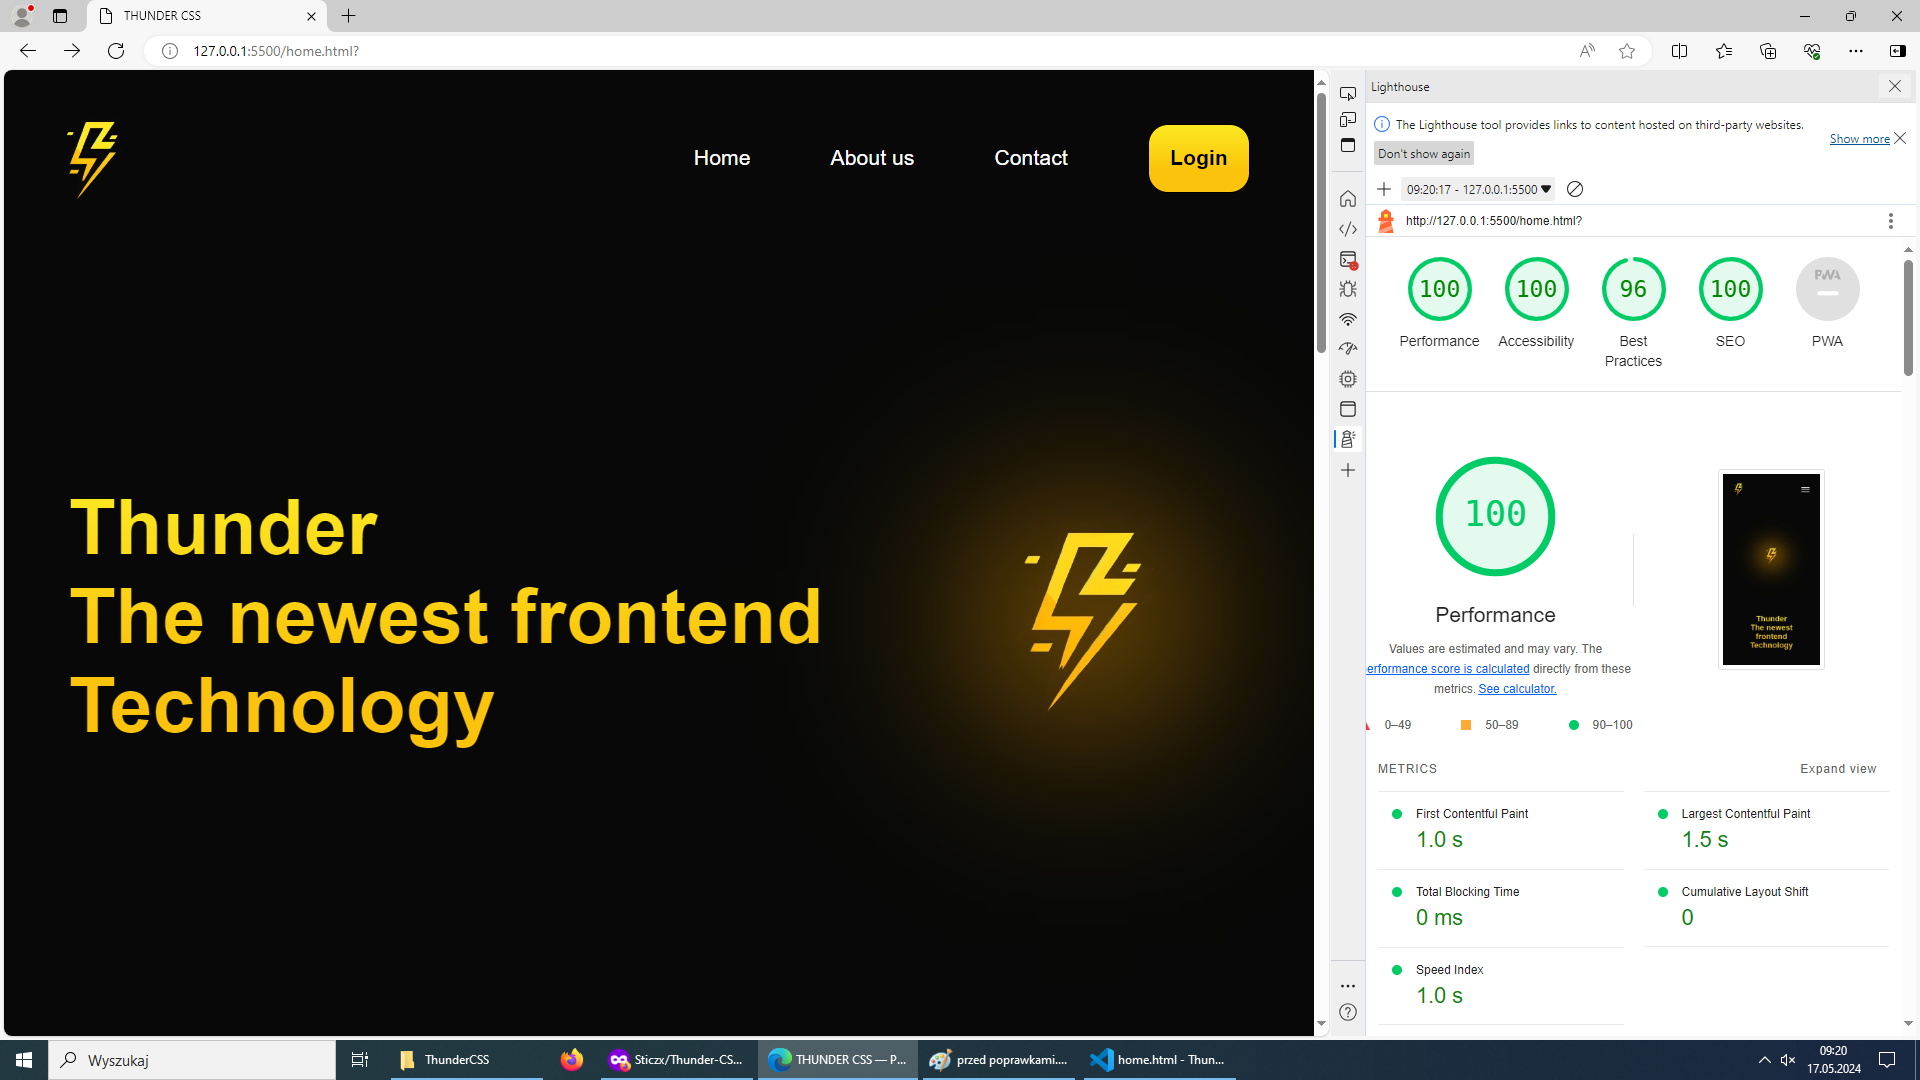 THUNDER CSS
127.0.0.1:5500/home.html?
Home
About us
Contact
Login
Thunder
The newest frontend
Technology
Lighthouse
The Lighthouse tool provides links to content hosted on third-party websites.
Show more
Don't show again
09:20:17 - 127.0.0.1:5500
http://127.0.0.1:5500/home.html?
100
100
96
100
PWA
Performance
Accessibility
Best
Practices
SEO
PWA
100
Performance
Values are estimated and may vary. The
erformance score is calculated directly from these
metrics. See calculator.
0–49
50–89
90–100
Thunder
The newest
frontend
Technology
METRICS
Expand view
First Contentful Paint
1.0 s
Largest Contentful Paint
1.5 s
Total Blocking Time
0 ms
Cumulative Layout Shift
0
Speed Index
1.0 s
Wyszukaj
ThunderCSS
Sticzx/Thunder-CS...
THUNDER CSS — P...
przed poprawkami....
home.html - Thun...
09:20
17.05.2024